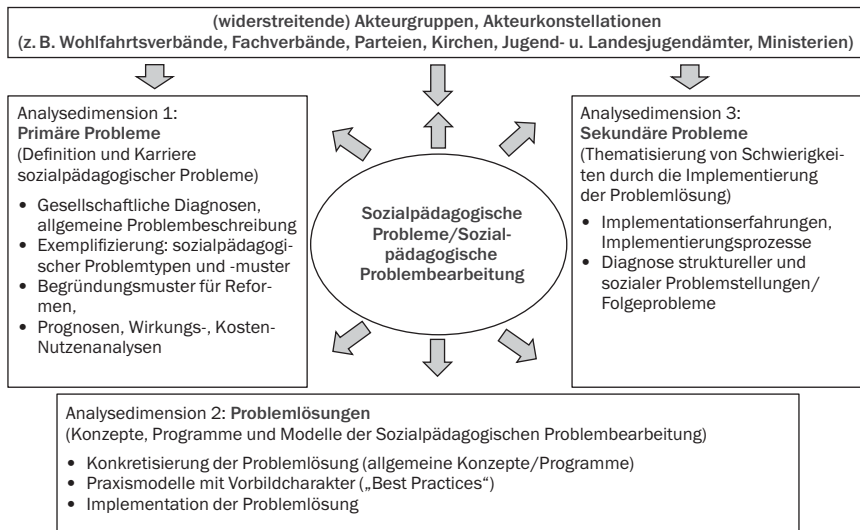 (widerstreitende) Akteurgruppen, Akteurkonstellationen
(z. B. Wohlfahrtsverbände, Fachverbände, Parteien, Kirchen, Jugend- u. Landesjugendämter, Ministerien)
Analysedimension 1:
Primäre Probleme
(Definition und Karriere
sozialpädagogischer Probleme)
• Gesellschaftliche Diagnosen,
allgemeine Problembeschreibung
• Exemplifizierung: sozialpädagogi-
scher Problemtypen und -muster
• Begründungsmuster für Refor-
men,
• Prognosen, Wirkungs-, Kosten-
Nutzenanalysen
Sozialpädagogische
Probleme/Sozial-
pädagogische
Problembearbeitung
Analysedimension 3:
Sekundäre Probleme
(Thematisierung von Schwierigkei-
ten durch die Implementierung
der Problemlösung)
• Implementationserfahrungen,
Implementierungsprozesse
• Diagnose struktureller und
sozialer Problemstellungen/
Folgeprobleme
Analysedimension 2: Problemlösungen
(Konzepte, Programme und Modelle der Sozialpädagogischen Problembearbeitung)
• Konkretisierung der Problemlösung (allgemeine Konzepte/Programme)
• Praxismodelle mit Vorbildcharakter („Best Practices“)
• Implementation der Problemlösung